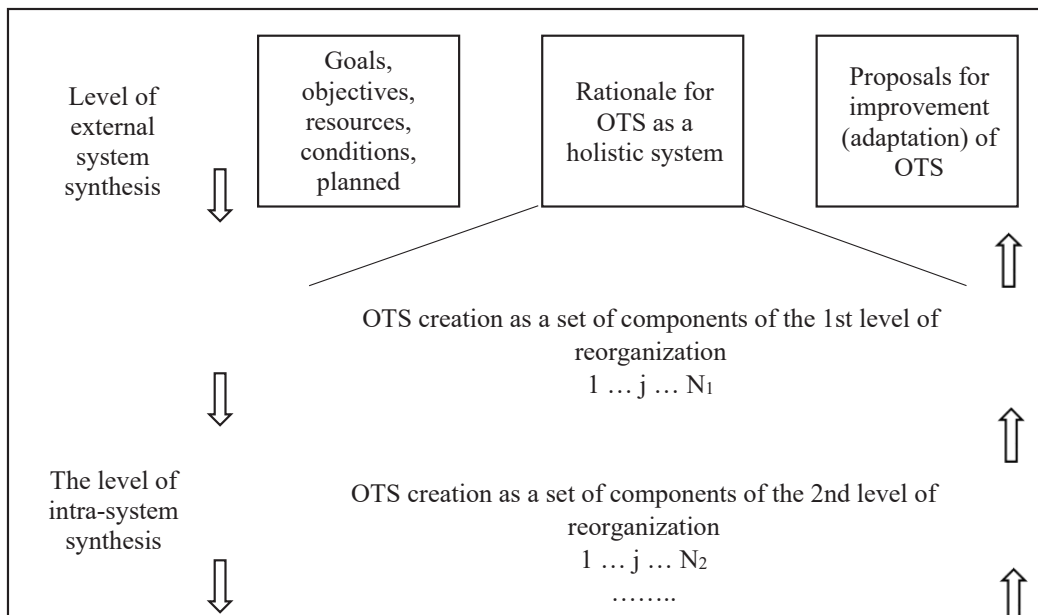 Level of
external
system
synthesis
Goals,
objectives,
resources,
conditions,
planned
Rationale for
OTS as a
holistic system
Proposals for
improvement
(adaptation) of
OTS
OTS creation as a set of components of the 1st level of
reorganization
1 … j … N₁
The level of
intra-system
synthesis
OTS creation as a set of components of the 2nd level of
reorganization
1 … j … N₂
……..